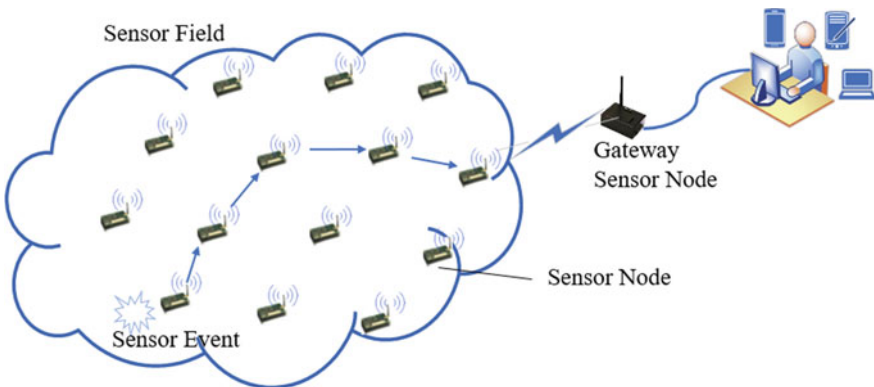 Sensor Field
Gateway
Sensor Node
Sensor Node
Sensor Event